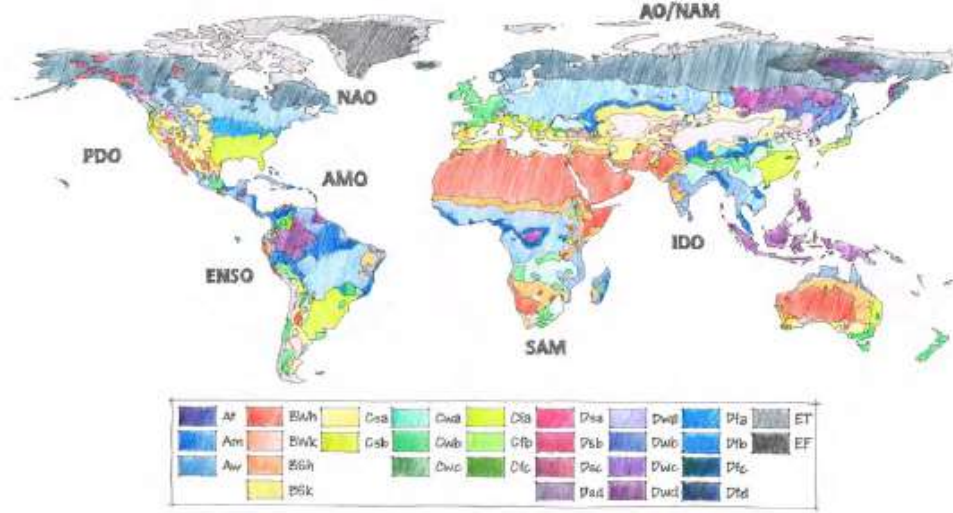 AO/NAM
NAO
PDO
AMO
IDO
ENSO
SAM
Af BWh Csa Cwa Cfa Dsa Dwa Dfa ET
Am BWk Csb Cwb Cfb Dsb Dwb Dfb EF
Aw BSh Cwc Cfc Dsc Dwc Dfc
BSk Dsd Dwd Dfd